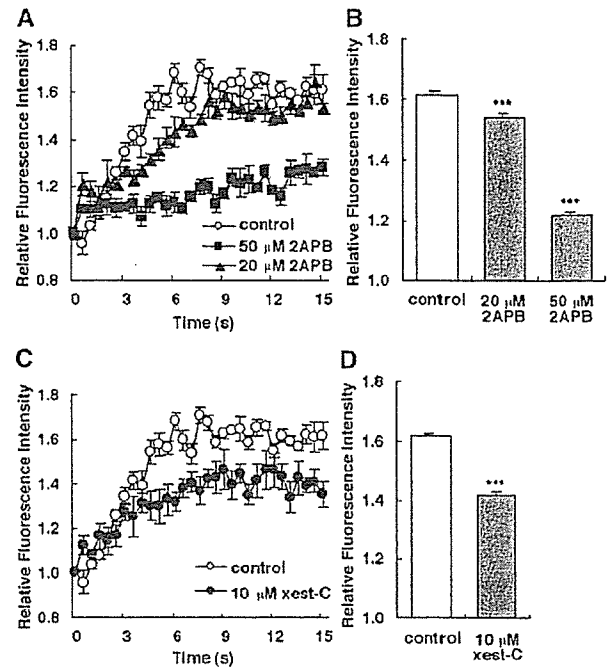 A
Relative Fluorescence Intensity
1.8
1.6
1.4
1.2
1.0
0.8
0 3 6 9 12 15
Time (s)
control
50 µM 2APB
20 µM 2APB
B
Relative Fluorescence Intensity
1.8
1.6
1.4
1.2
1.0
***
***
control
20 µM
2APB
50 µM
2APB
C
Relative Fluorescence Intensity
1.8
1.6
1.4
1.2
1.0
0.8
0 3 6 9 12 15
Time (s)
control
10 µM xest-C
D
Relative Fluorescence Intensity
1.8
1.6
1.4
1.2
1.0
***
control
10 µM
xest-C